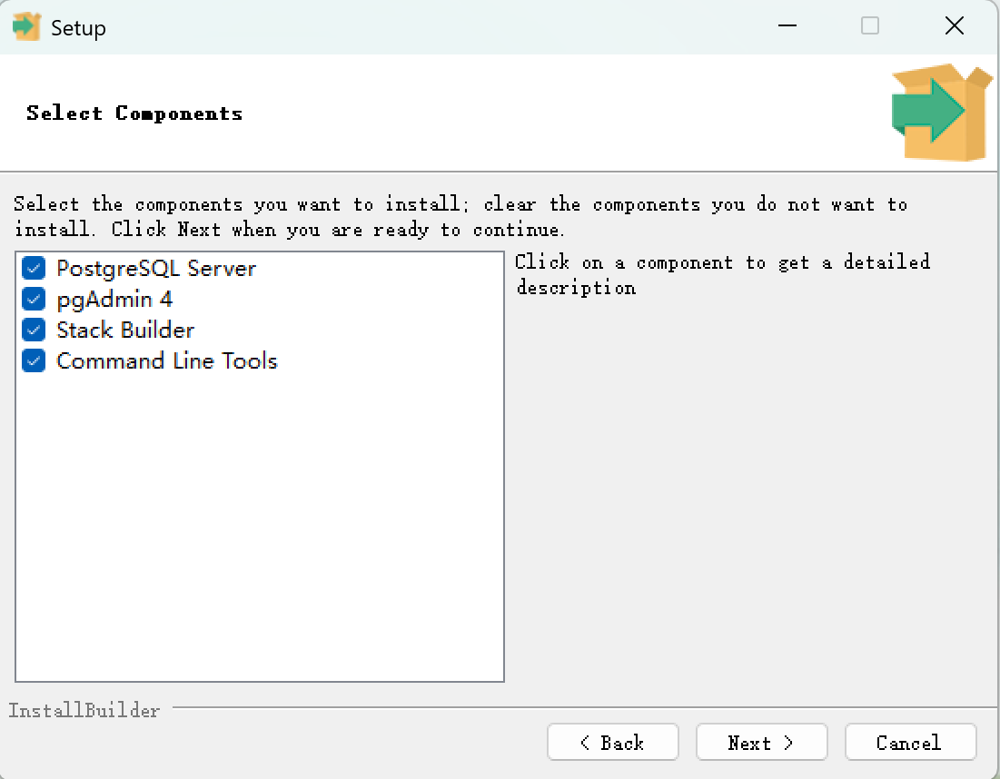 Setup
Select Components
Select the components you want to install; clear the components you do not want to
install. Click Next when you are ready to continue.
PostgreSQL Server
pgAdmin 4
Stack Builder
Command Line Tools
Click on a component to get a detailed
description
InstallBuilder
< Back
Next >
Cancel